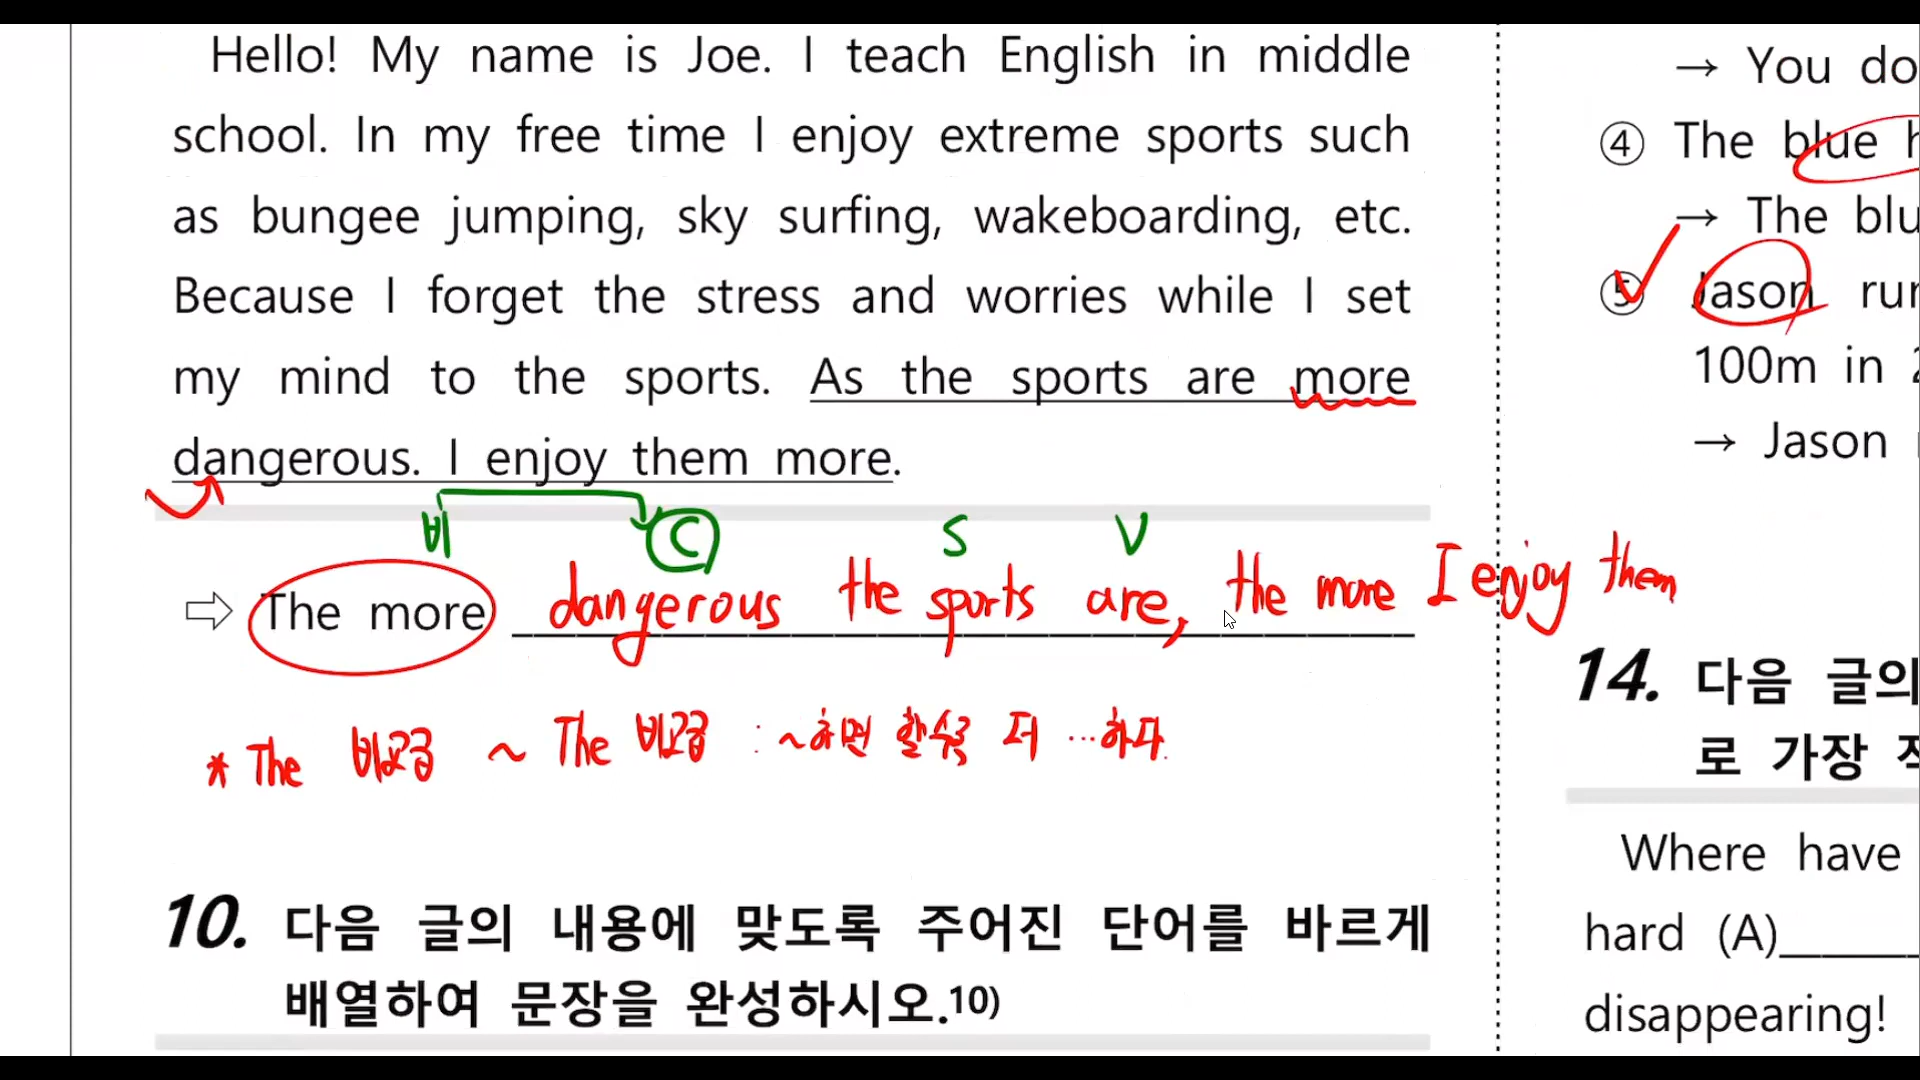 Hello! My name is Joe. I teach English in middle
school. In my free time I enjoy extreme sports such
as bungee jumping, sky surfing, wakeboarding, etc.
Because I forget the stress and worries while I set
my mind to the sports. As the sports are more
dangerous. I enjoy them more.
비 C S V
⇨ The more dangerous the sports are, the more I enjoy them
* The 비교급 ~ The 비교급 : ~하면 할수록 더 …하다.
10. 다음 글의 내용에 맞도록 주어진 단어를 바르게
배열하여 문장을 완성하시오.10)
→ You do
④ The blue
→ The blu
⑤ Jason run
100m in
→ Jason
14. 다음 글의
로 가장
Where have
hard (A)______
disappearing!